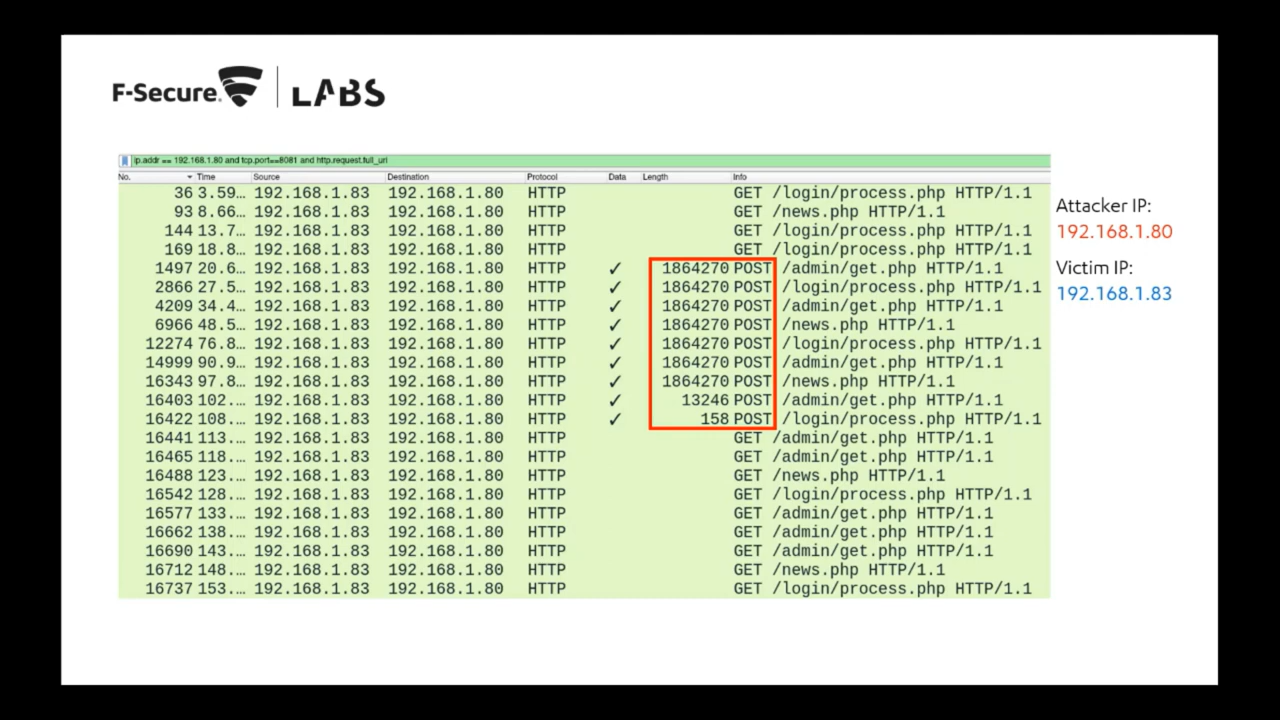 F-Secure. LABS
ip.addr == 192.168.1.80 and tcp.port==8081 and http.request.full_uri
No. Time Source Destination Protocol Data Length Info
36 3.59… 192.168.1.83 192.168.1.80 HTTP GET /login/process.php HTTP/1.1
93 8.66… 192.168.1.83 192.168.1.80 HTTP GET /news.php HTTP/1.1
144 13.7… 192.168.1.83 192.168.1.80 HTTP GET /login/process.php HTTP/1.1
169 18.8… 192.168.1.83 192.168.1.80 HTTP GET /login/process.php HTTP/1.1
1497 20.6… 192.168.1.83 192.168.1.80 HTTP ✓ 1864270 POST /admin/get.php HTTP/1.1
2866 27.5… 192.168.1.83 192.168.1.80 HTTP ✓ 1864270 POST /login/process.php HTTP/1.1
4209 34.4… 192.168.1.83 192.168.1.80 HTTP ✓ 1864270 POST /admin/get.php HTTP/1.1
6966 48.5… 192.168.1.83 192.168.1.80 HTTP ✓ 1864270 POST /news.php HTTP/1.1
12274 76.8… 192.168.1.83 192.168.1.80 HTTP ✓ 1864270 POST /login/process.php HTTP/1.1
14999 90.9… 192.168.1.83 192.168.1.80 HTTP ✓ 1864270 POST /admin/get.php HTTP/1.1
16343 97.8… 192.168.1.83 192.168.1.80 HTTP ✓ 1864270 POST /news.php HTTP/1.1
16403 102.… 192.168.1.83 192.168.1.80 HTTP ✓ 13246 POST /admin/get.php HTTP/1.1
16422 108.… 192.168.1.83 192.168.1.80 HTTP ✓ 158 POST /login/process.php HTTP/1.1
16441 113.… 192.168.1.83 192.168.1.80 HTTP GET /admin/get.php HTTP/1.1
16465 118.… 192.168.1.83 192.168.1.80 HTTP GET /admin/get.php HTTP/1.1
16488 123.… 192.168.1.83 192.168.1.80 HTTP GET /news.php HTTP/1.1
16542 128.… 192.168.1.83 192.168.1.80 HTTP GET /login/process.php HTTP/1.1
16577 133.… 192.168.1.83 192.168.1.80 HTTP GET /admin/get.php HTTP/1.1
16662 138.… 192.168.1.83 192.168.1.80 HTTP GET /admin/get.php HTTP/1.1
16690 143.… 192.168.1.83 192.168.1.80 HTTP GET /admin/get.php HTTP/1.1
16712 148.… 192.168.1.83 192.168.1.80 HTTP GET /news.php HTTP/1.1
16737 153.… 192.168.1.83 192.168.1.80 HTTP GET /login/process.php HTTP/1.1
Attacker IP:
192.168.1.80
Victim IP:
192.168.1.83